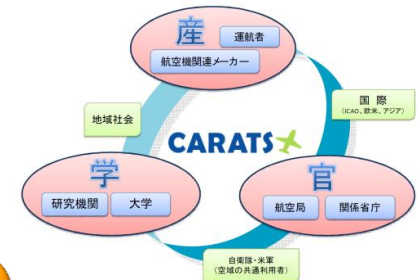 産
運航者
航空機関連メーカー
地域社会
国際
(ICAO、欧米、アジア)
CARATS
学
研究機関 大学
官
航空局 関係省庁
自衛隊・米軍
(空域の共通利用者)